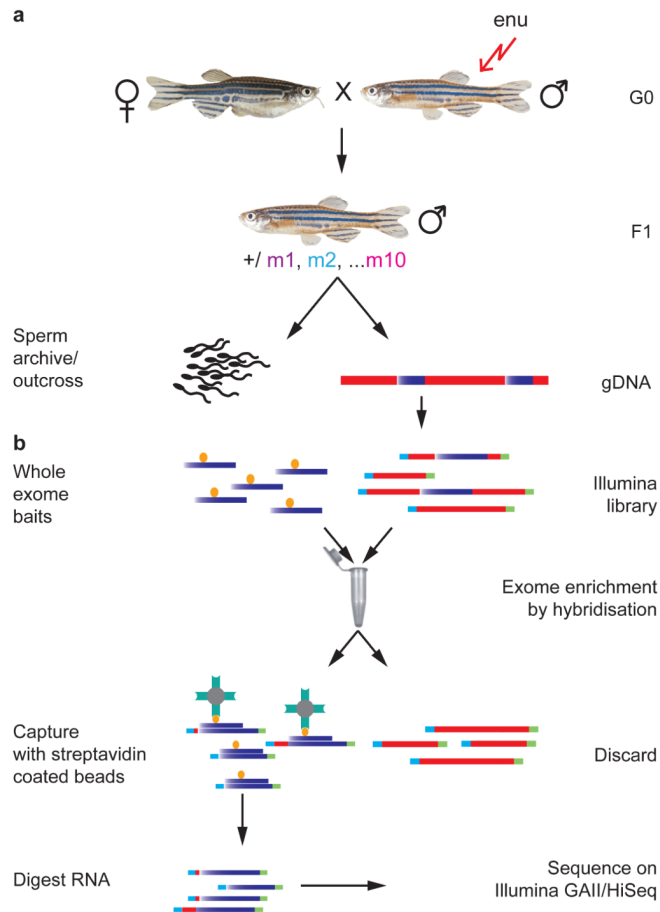 a
enu
X
G0
F1
+/ m1, m2, ...m10
Sperm
archive/
outcross
gDNA
b
Whole
exome
baits
Illumina
library
Exome enrichment
by hybridisation
Capture
with streptavidin
coated beads
Discard
Digest RNA
Sequence on
Illumina GAII/HiSeq